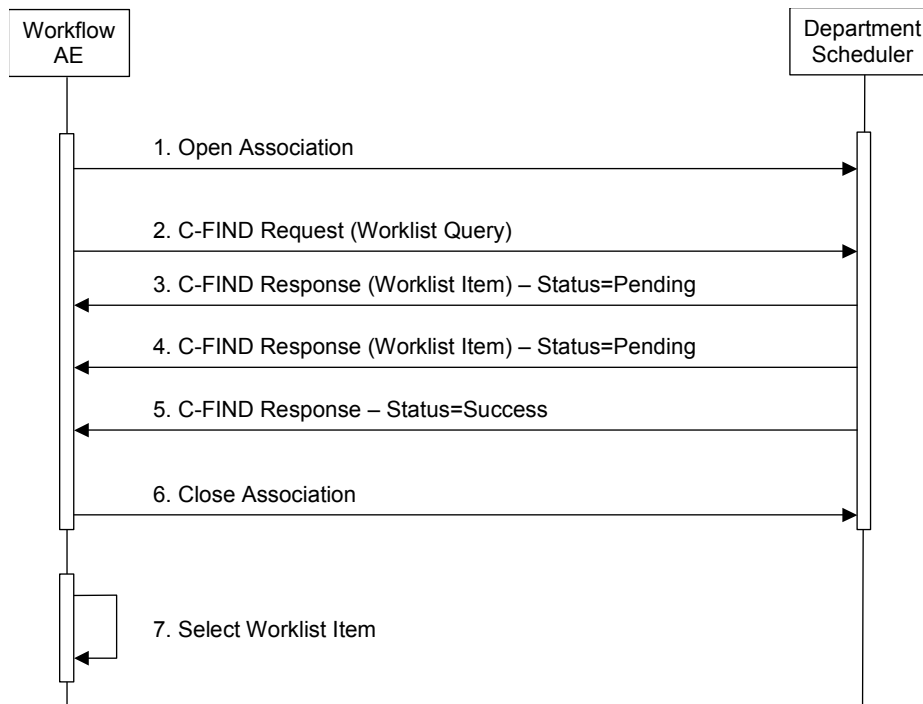 Workflow
AE
Department
Scheduler
1. Open Association
2. C-FIND Request (Worklist Query)
3. C-FIND Response (Worklist Item) – Status=Pending
4. C-FIND Response (Worklist Item) – Status=Pending
5. C-FIND Response – Status=Success
6. Close Association
7. Select Worklist Item